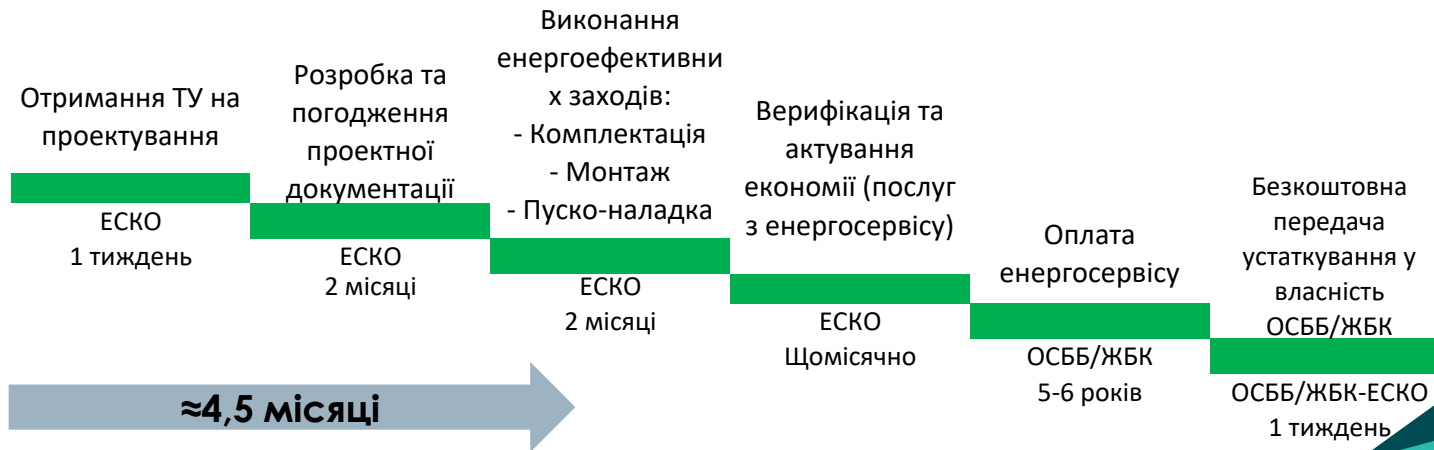 Отримання ТУ на
проектування
ЕСКО
1 тиждень
Розробка та
погодження
проектної
документації
ЕСКО
2 місяці
Виконання
енергоефективни
х заходів:
- Комплектація
- Монтаж
- Пуско-наладка
ЕСКО
2 місяці
Верифікація та
актування
економії (послуг
з енергосервісу)
ЕСКО
Щомісячно
Оплата
енергосервісу
ОСББ/ЖБК
5-6 років
Безкоштовна
передача
устаткування у
власність
ОСББ/ЖБК
ОСББ/ЖБК-ЕСКО
1 тиждень
≈4,5 місяці